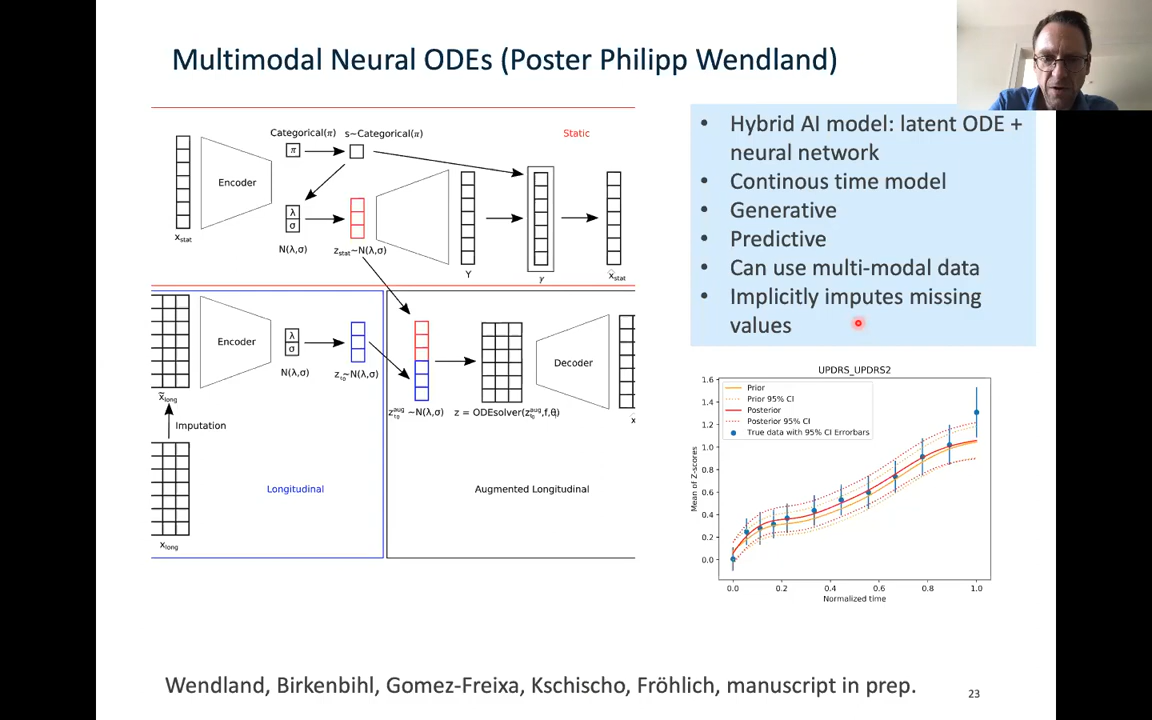 Multimodal Neural ODEs (Poster Philipp Wendland)
Categorical(π)
s~Categorical(π)
Static
π
Encoder
λ
σ
x_stat
N(λ,σ)
z_stat~N(λ,σ)
Y
y
x̂_stat
Encoder
λ
σ
N(λ,σ)
z_t0~N(λ,σ)
x̃_long
Imputation
Longitudinal
x_long
z_t0^aug ~N(λ,σ)
z = ODEsolver(z_t0^aug,f,θ)
Decoder
Augmented Longitudinal
• Hybrid AI model: latent ODE +
neural network
• Continous time model
• Generative
• Predictive
• Can use multi-modal data
• Implicitly imputes missing
values
UPDRS_UPDRS2
Prior
Prior 95% CI
Posterior
Posterior 95% CI
True data with 95% CI Errorbars
Mean of Z-scores
1.6
1.4
1.2
1.0
0.8
0.6
0.4
0.2
0.0
0.0 0.2 0.4 0.6 0.8 1.0
Normalized time
Wendland, Birkenbihl, Gomez-Freixa, Kschischo, Fröhlich, manuscript in prep.
23